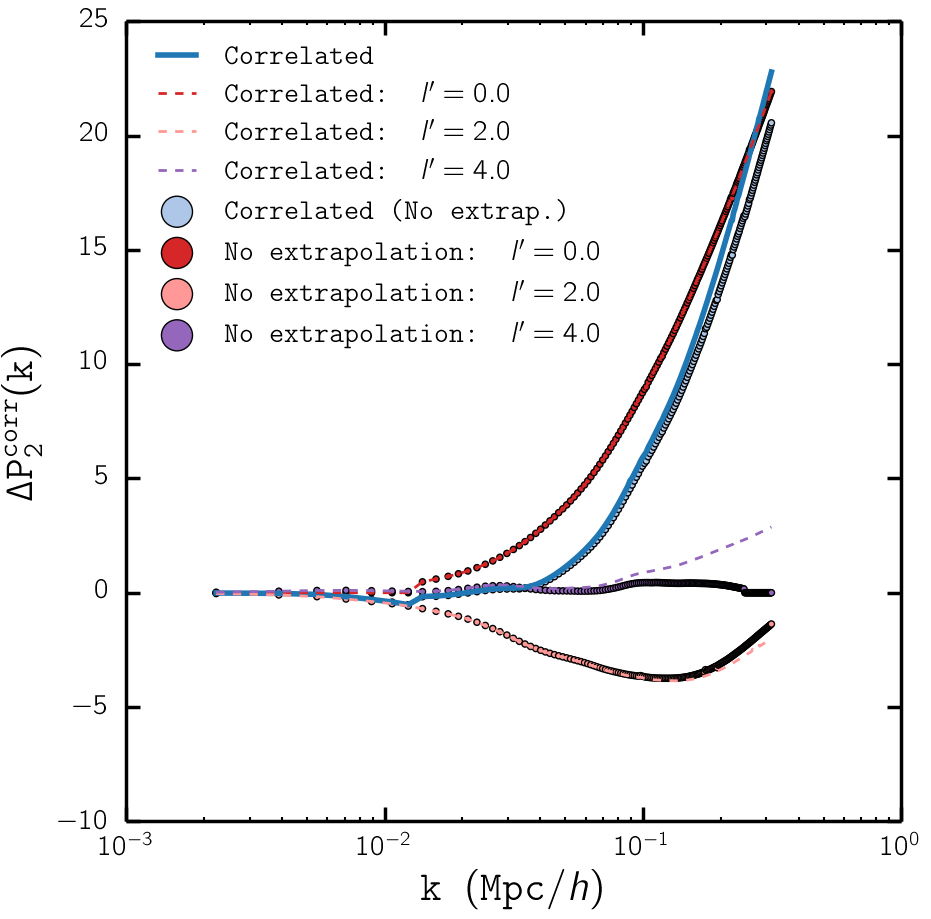 25
20
15
10
5
0
−5
−10
ΔP₂ᶜᵒʳʳ(k)
Correlated
Correlated: l′ = 0.0
Correlated: l′ = 2.0
Correlated: l′ = 4.0
Correlated (No extrap.)
No extrapolation: l′ = 0.0
No extrapolation: l′ = 2.0
No extrapolation: l′ = 4.0
10⁻³ 10⁻² 10⁻¹ 10⁰
k (Mpc/h)